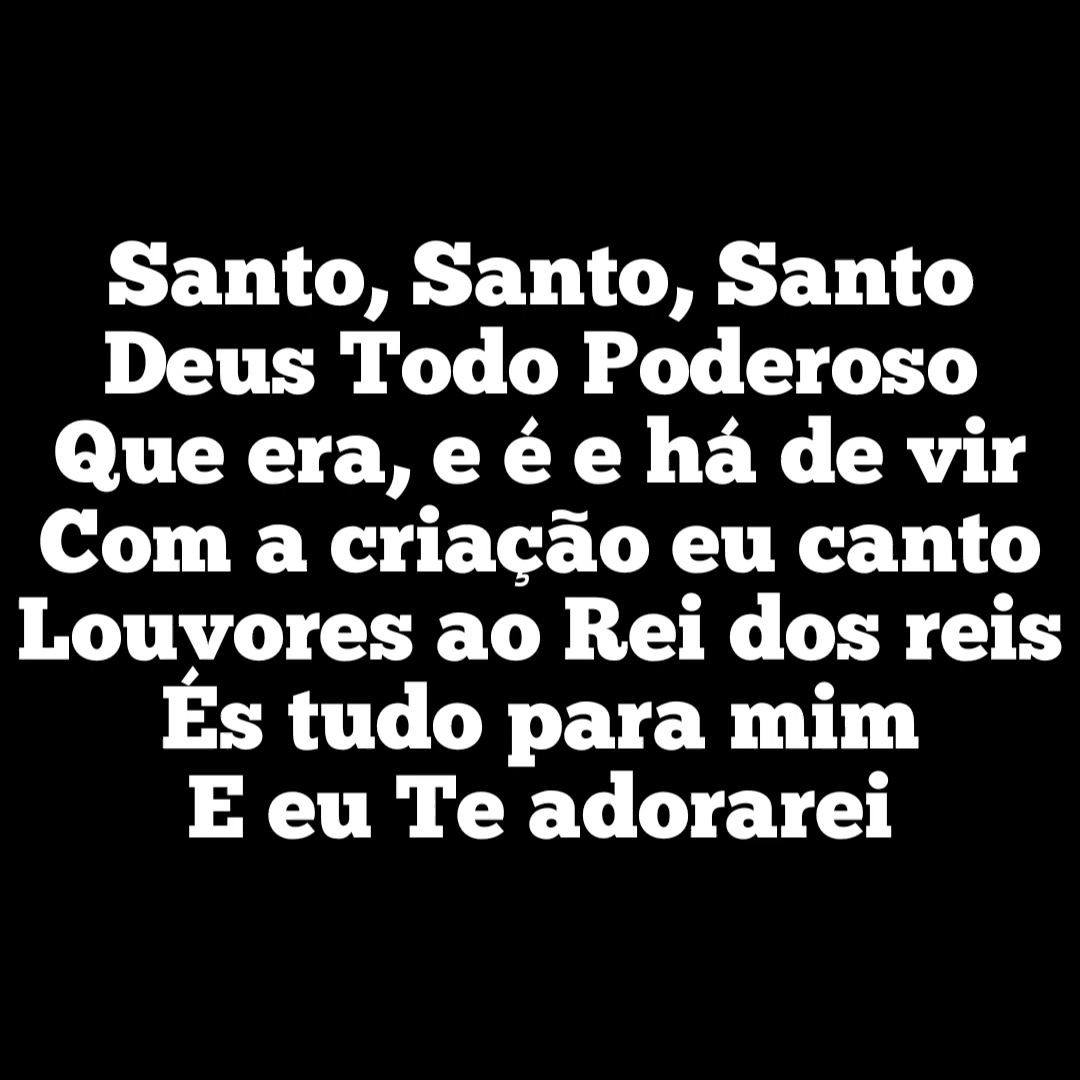 Santo, Santo, Santo
Deus Todo Poderoso
Que era, e é e há de vir
Com a criação eu canto
Louvores ao Rei dos reis
És tudo para mim
E eu Te adorarei